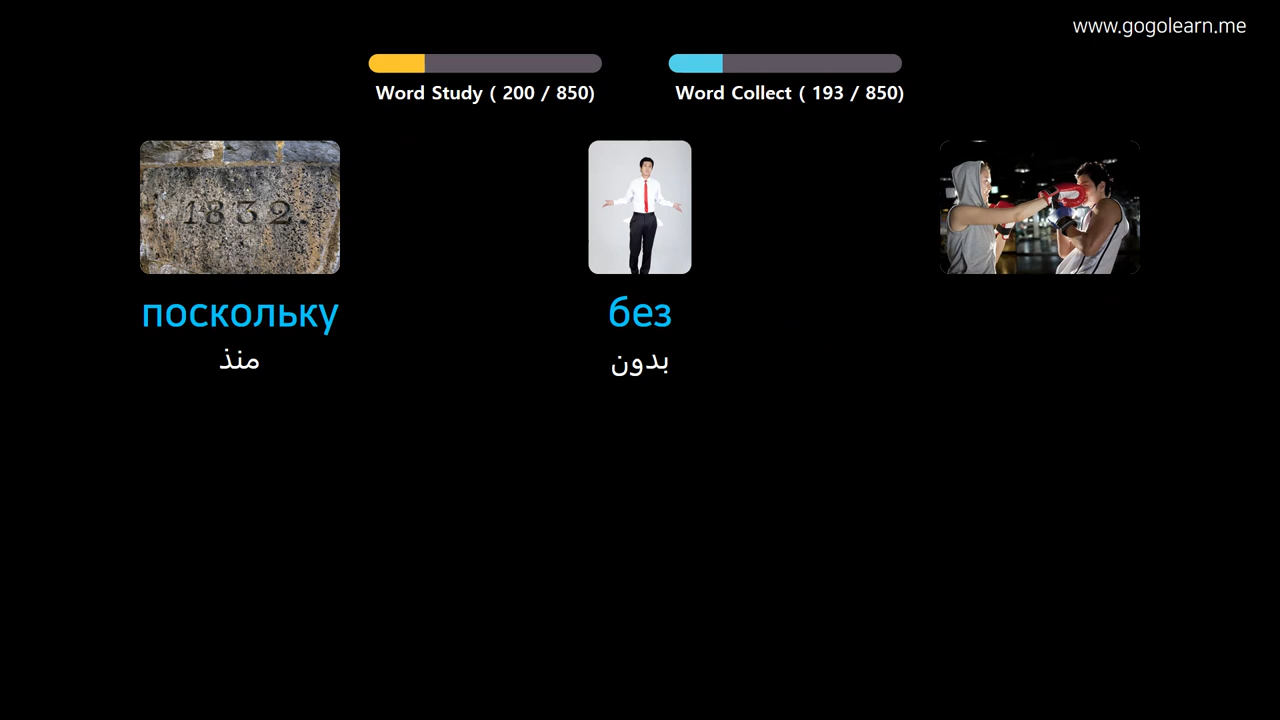 www.gogolearn.me
Word Study ( 200 / 850)
Word Collect ( 193 / 850)
1832.
поскольку
без
منذ
بدون